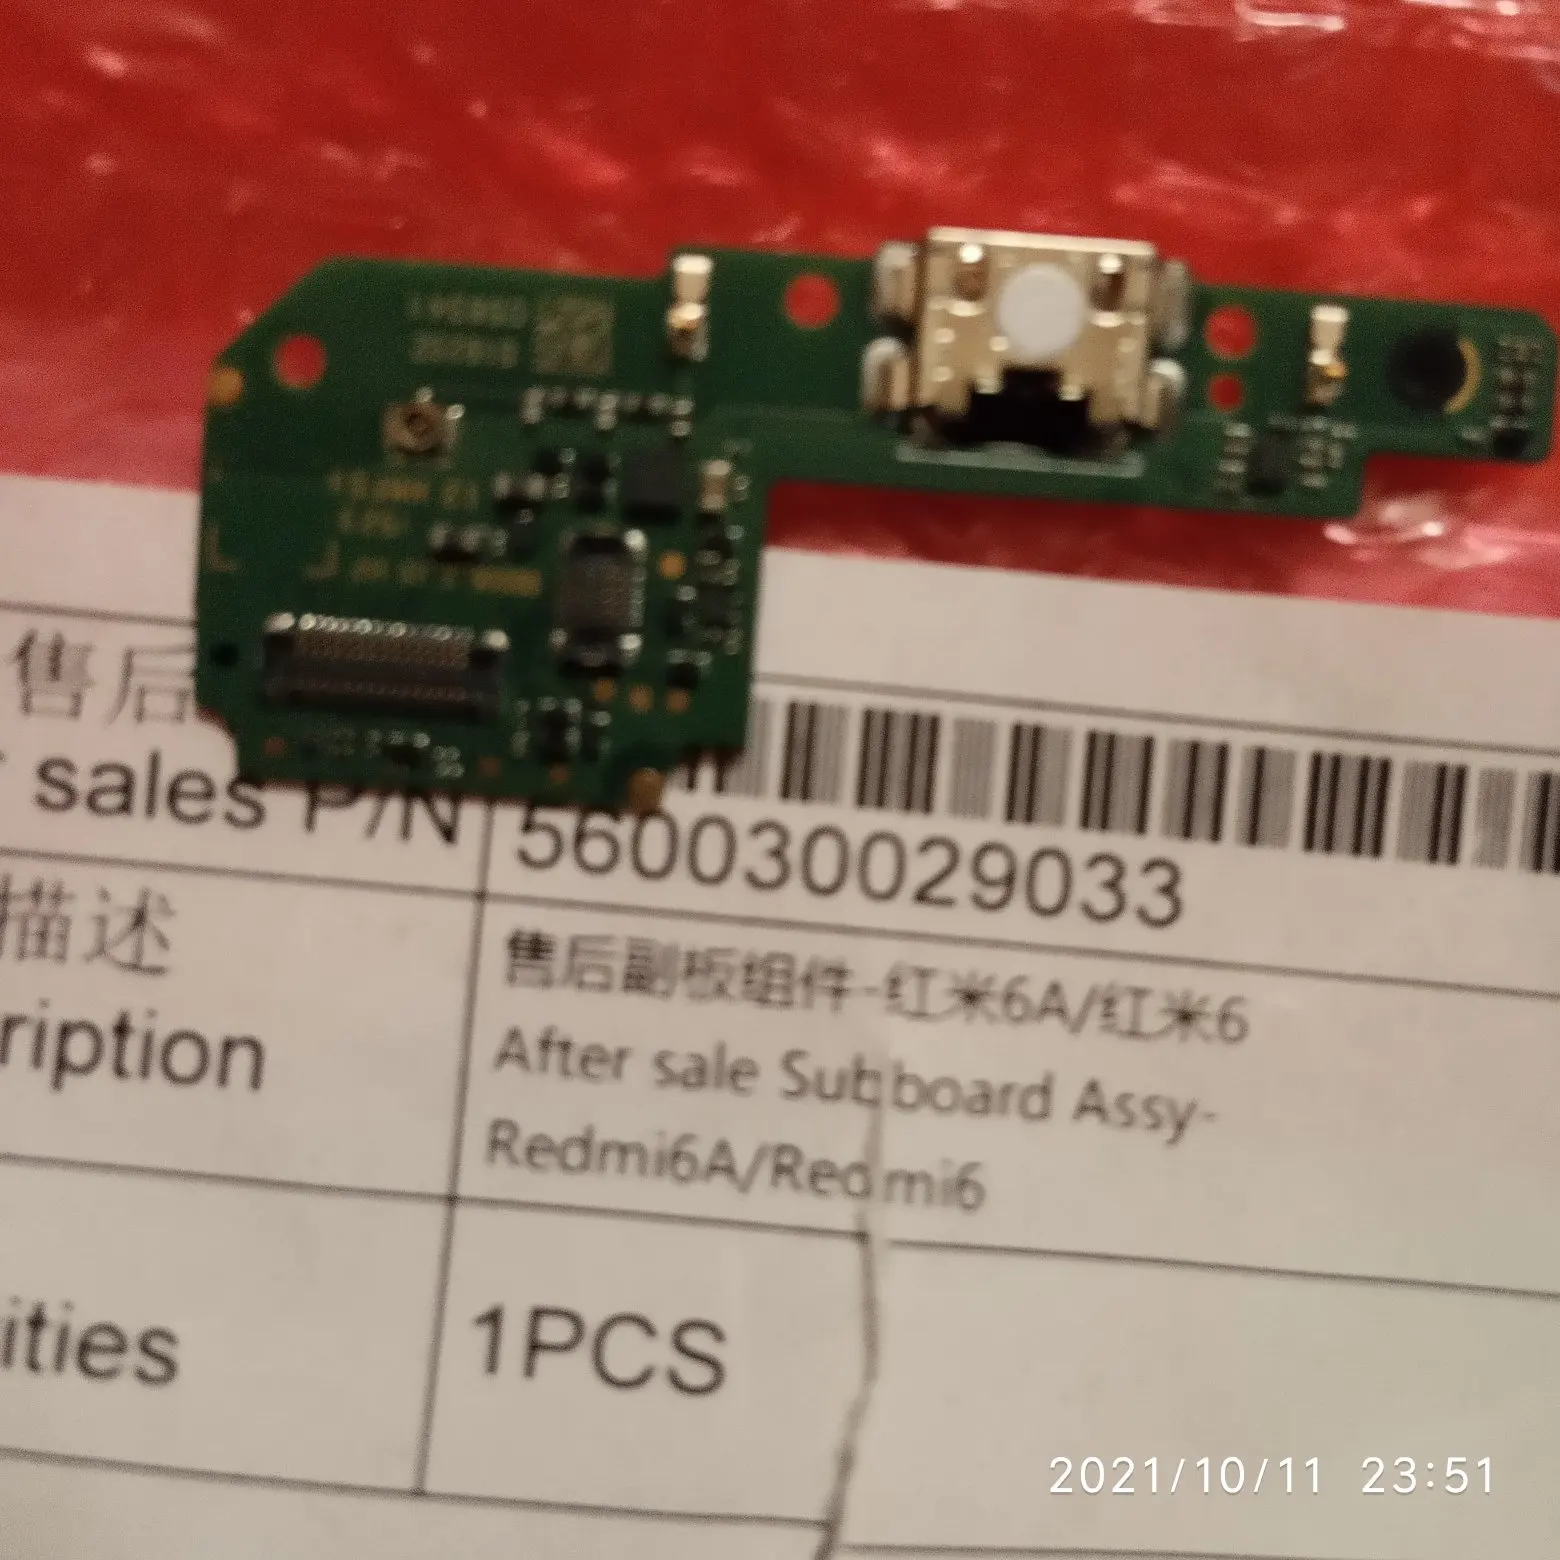 售后
sales P/N
560030029033
描述
ription
售后副板组件-红米6A/红米6
After sale Subboard Assy-
Redmi6A/Redmi6
ities
1PCS
2021/10/11 23:51